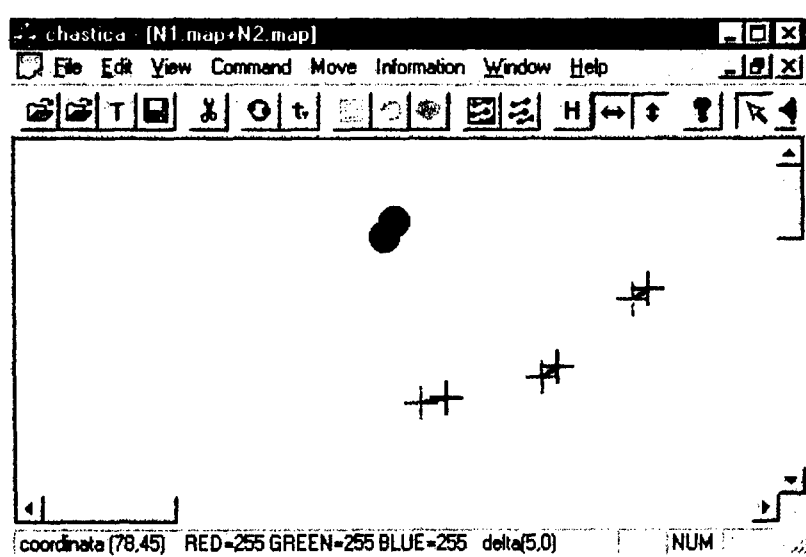 chastica - [N1.map+N2.map]
File Edit View Command Move Information Window Help
T t, H
coordinata (78,45) RED=255 GREEN=255 BLUE=255 delta(5,0) NUM